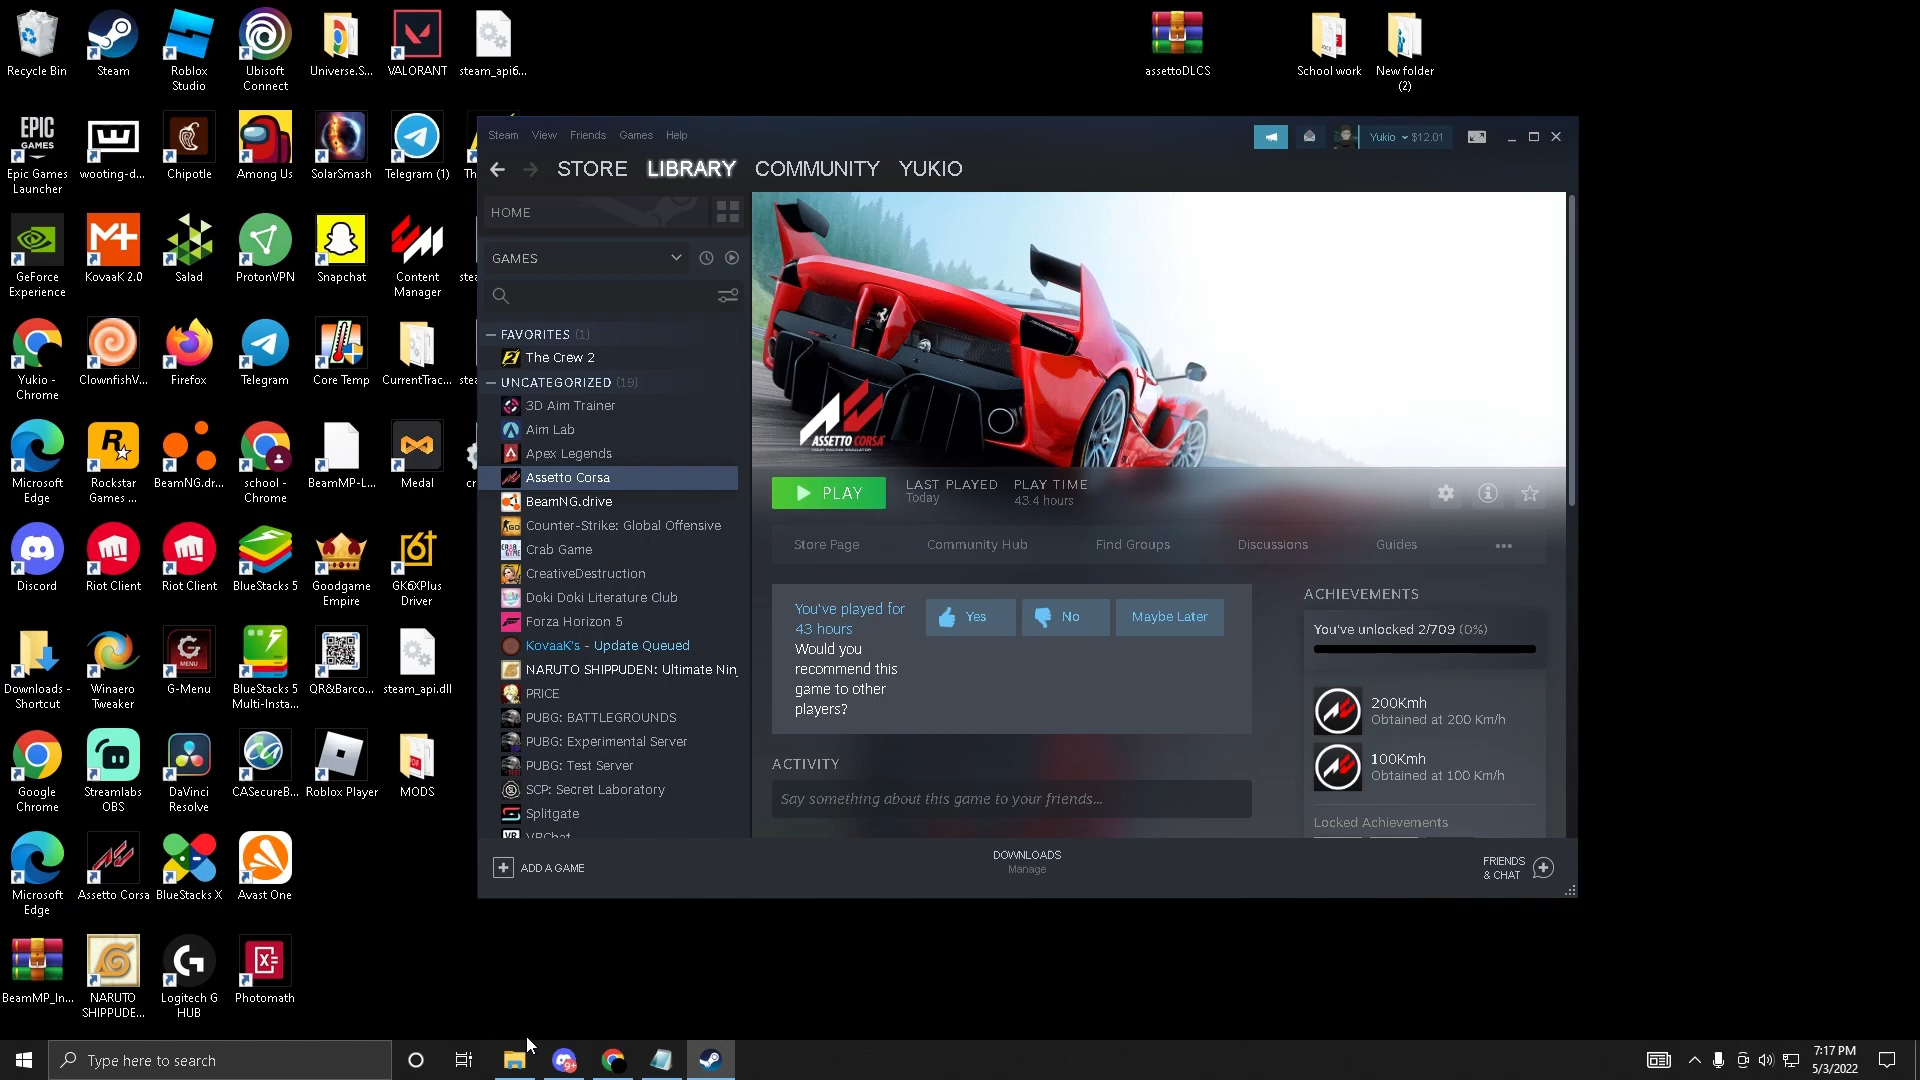 Recycle Bin
Steam
Roblox
Studio
Ubisoft
Connect
Universe.S...
VALORANT
steam_api6...
assettoDLCS
School work
New folder
(2)
Epic Games
Launcher
wooting-d...
Chipotle
Among Us
SolarSmash
Telegram (1)
Th
GeForce
Experience
KovaaK 2.0
Salad
ProtonVPN
Snapchat
Content
Manager
stea
Yukio -
Chrome
ClownfishV...
Firefox
Telegram
Core Temp
CurrentTrac...
stea
Microsoft
Edge
Rockstar
Games ...
BeamNG.dr...
school -
Chrome
BeamMP-L...
Medal
cr
Discord
Riot Client
Riot Client
BlueStacks 5
Goodgame
Empire
GK6XPlus
Driver
Downloads -
Shortcut
Winaero
Tweaker
G-Menu
BlueStacks 5
Multi-Insta...
QR&Barco...
steam_api.dll
Google
Chrome
Streamlabs
OBS
DaVinci
Resolve
CASecureB...
Roblox Player
MODS
Microsoft
Edge
Assetto Corsa
BlueStacks X
Avast One
BeamMP_In...
NARUTO
SHIPPUDE...
Logitech G
HUB
Photomath
Steam View Friends Games Help
Yukio $12.01
STORE LIBRARY COMMUNITY YUKIO
HOME
GAMES
FAVORITES (1)
The Crew 2
UNCATEGORIZED (19)
3D Aim Trainer
Aim Lab
Apex Legends
Assetto Corsa
BeamNG.drive
Counter-Strike: Global Offensive
Crab Game
CreativeDestruction
Doki Doki Literature Club
Forza Horizon 5
KovaaK's - Update Queued
NARUTO SHIPPUDEN: Ultimate Ninj
PRICE
PUBG: BATTLEGROUNDS
PUBG: Experimental Server
PUBG: Test Server
SCP: Secret Laboratory
Splitgate
VRChat
ADD A GAME
ASSETTO CORSA
YOUR RACING SIMULATOR
PLAY
LAST PLAYED
Today
PLAY TIME
43.4 hours
Store Page
Community Hub
Find Groups
Discussions
Guides
You've played for
43 hours
Would you
recommend this
game to other
players?
Yes
No
Maybe Later
ACTIVITY
Say something about this game to your friends...
ACHIEVEMENTS
You've unlocked 2/709 (0%)
200Kmh
Obtained at 200 Km/h
100Kmh
Obtained at 100 Km/h
Locked Achievements
DOWNLOADS
Manage
FRIENDS
& CHAT
Type here to search
9+
7:17 PM
5/3/2022